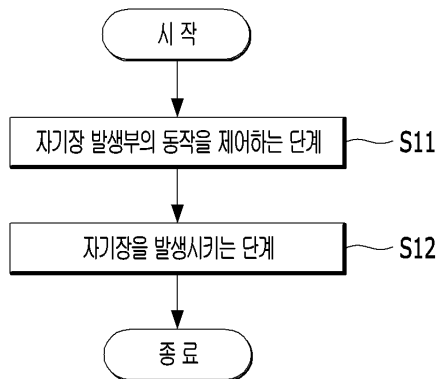 시 작
자기장 발생부의 동작을 제어하는 단계
S11
자기장을 발생시키는 단계
S12
종 료